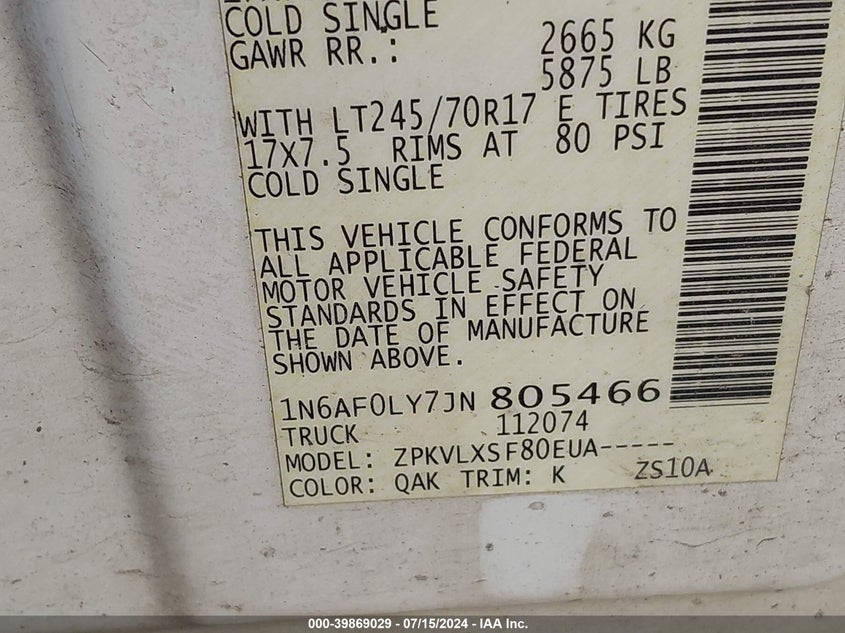 COLD SINGLE
GAWR RR.: 2665 KG
5875 LB
WITH LT245/70R17 E TIRES
17X7.5 RIMS AT 80 PSI
COLD SINGLE
THIS VEHICLE CONFORMS TO
ALL APPLICABLE FEDERAL
MOTOR VEHICLE SAFETY
STANDARDS IN EFFECT ON
THE DATE OF MANUFACTURE
SHOWN ABOVE.
1N6AF0LY7JN 805466
TRUCK 112074
MODEL: ZPKVLXSF80EUA-----
COLOR: QAK TRIM: K ZS10A
000-39869029 - 07/15/2024 - IAA Inc.